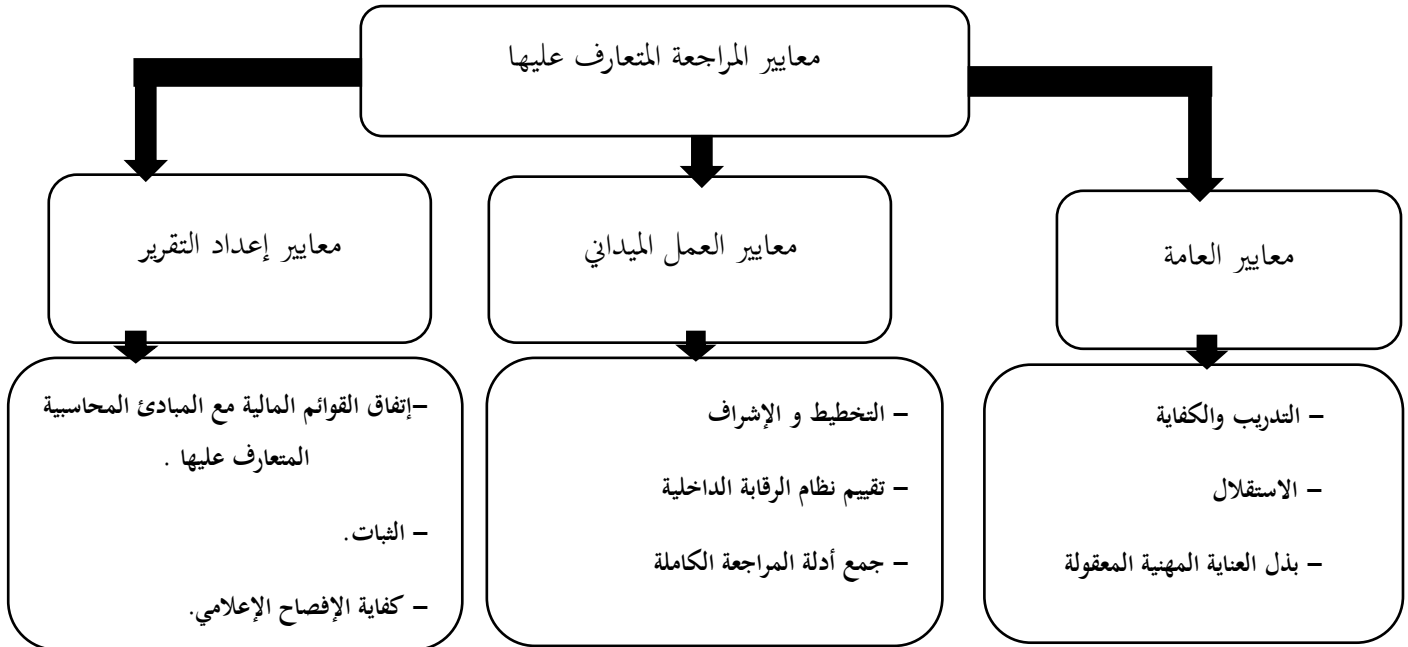 معايير المراجعة المتعارف عليها
معايير العامة
معايير العمل الميداني
معايير إعداد التقرير
– التدريب والكفاية
– الاستقلال
– بذل العناية المهنية المعقولة
– التخطيط و الإشراف
– تقييم نظام الرقابة الداخلية
– جمع أدلة المراجعة الكاملة
–إتفاق القوائم المالية مع المبادئ المحاسبية
المتعارف عليها .
– الثبات.
– كفاية الإفصاح الإعلامي.